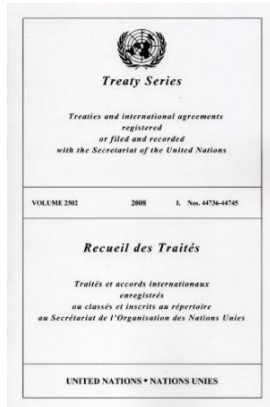 Treaty Series
Treaties and international agreements
registered
or filed and recorded
with the Secretariat of the United Nations
VOLUME 2502 2008 I. Nos. 44736-44745
Recueil des Traités
Traités et accords internationaux
enregistrés
ou classés et inscrits au répertoire
au Secrétariat de l'Organisation des Nations Unies
UNITED NATIONS • NATIONS UNIES